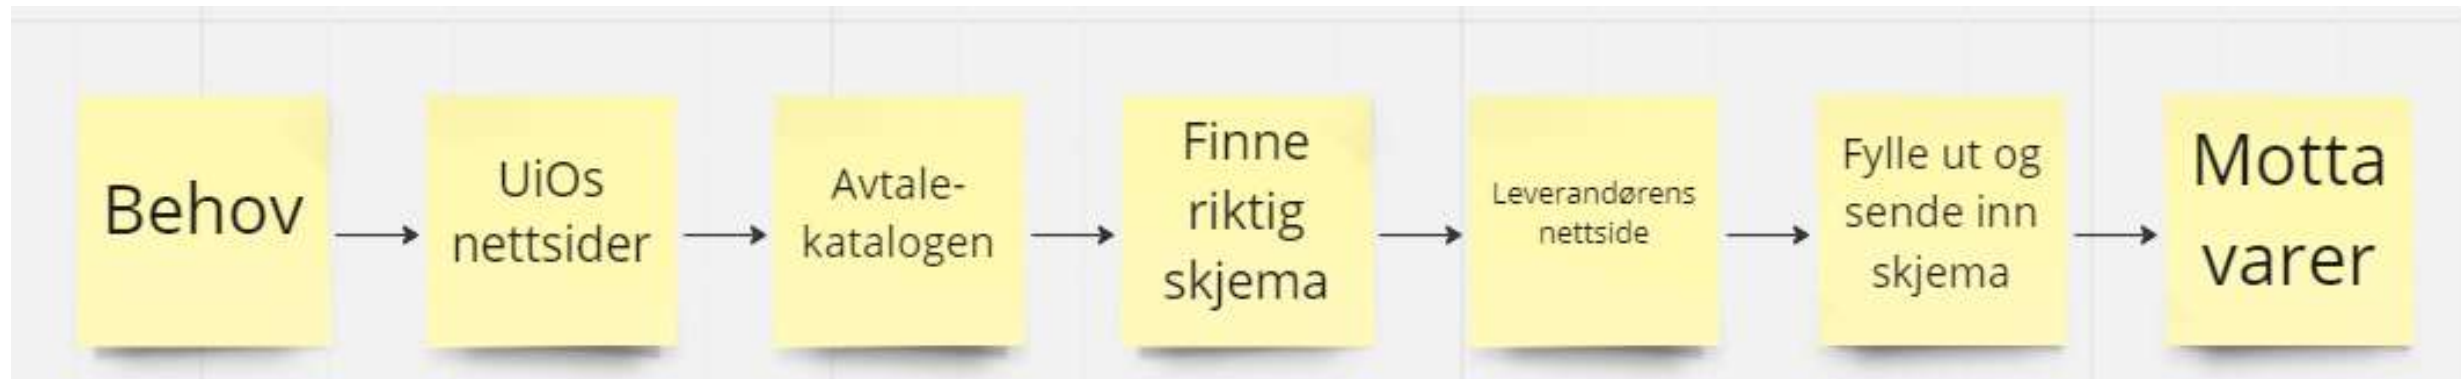 Behov
UiOs
nettsider
Avtale-
katalogen
Finne
riktig
skjema
Leverandørens
nettside
Fylle ut og
sende inn
skjema
Motta
varer